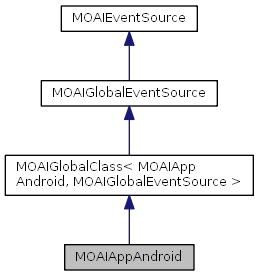 MOAIEventSource
MOAIGlobalEventSource
MOAIGlobalClass< MOAIApp
Android, MOAIGlobalEventSource >
MOAIAppAndroid